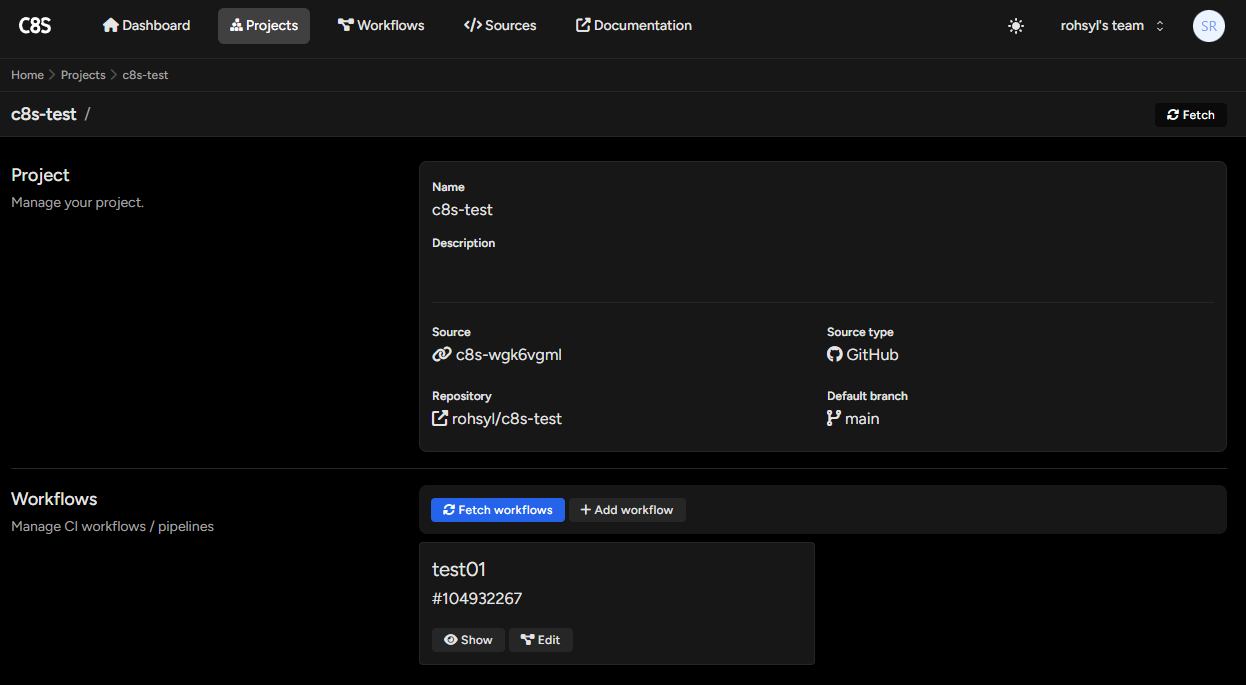 C8S Dashboard Projects Workflows Sources Documentation rohsyl's team SR
Home Projects c8s-test
c8s-test / Fetch
Project
Manage your project.
Name
c8s-test
Description
Source
c8s-wgk6vgml
Source type
GitHub
Repository
rohsyl/c8s-test
Default branch
main
Workflows
Manage CI workflows / pipelines
Fetch workflows Add workflow
test01
#104932267
Show Edit